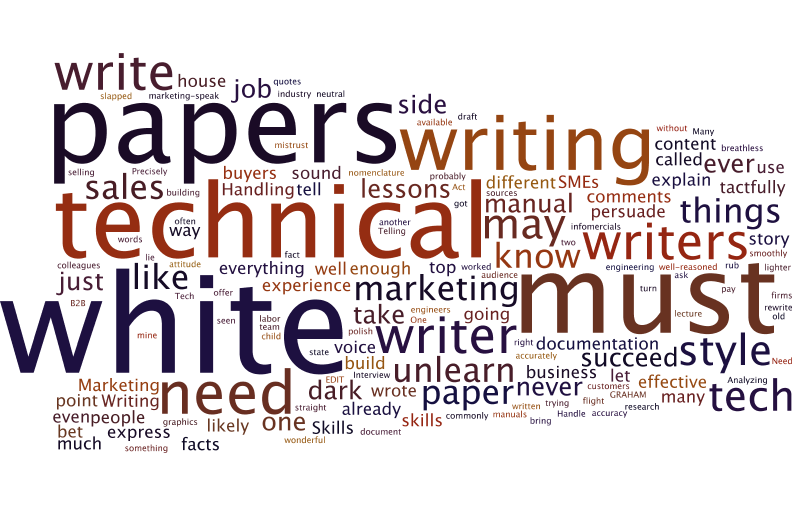 write house job quotes
slapped marketing-speak industry neutral
papers side
available draft
writing without Many
mistrust content breathless
selling Precisely buyers sound nomenclature probably called ever use
sales building Handling tell lessons Act different SMEs explain tactfully
sources
technical got manual comments
often another may persuade things
words way Telling infomercials writers story
lie fact know two smoothly
colleagues attitude everything well enough top worked engineering well-reasoned rub lighter
just like Tech offer experience audience must ask
marketing turn pay firms
B2B white seen labor take engineers going lecture rewrite
team One old
mine child polish writer right documentation
state voice accurately succeed style
build unlearn business let Need
Marketing need EDIT Interview dark wrote paper never customers effective Analyzing tech
point Writing straight already written trying flight GRAHAM many
even people graphics one commonly manuals Handle accuracy research
bet express likely Skills skills bring
much facts document
something wonderful